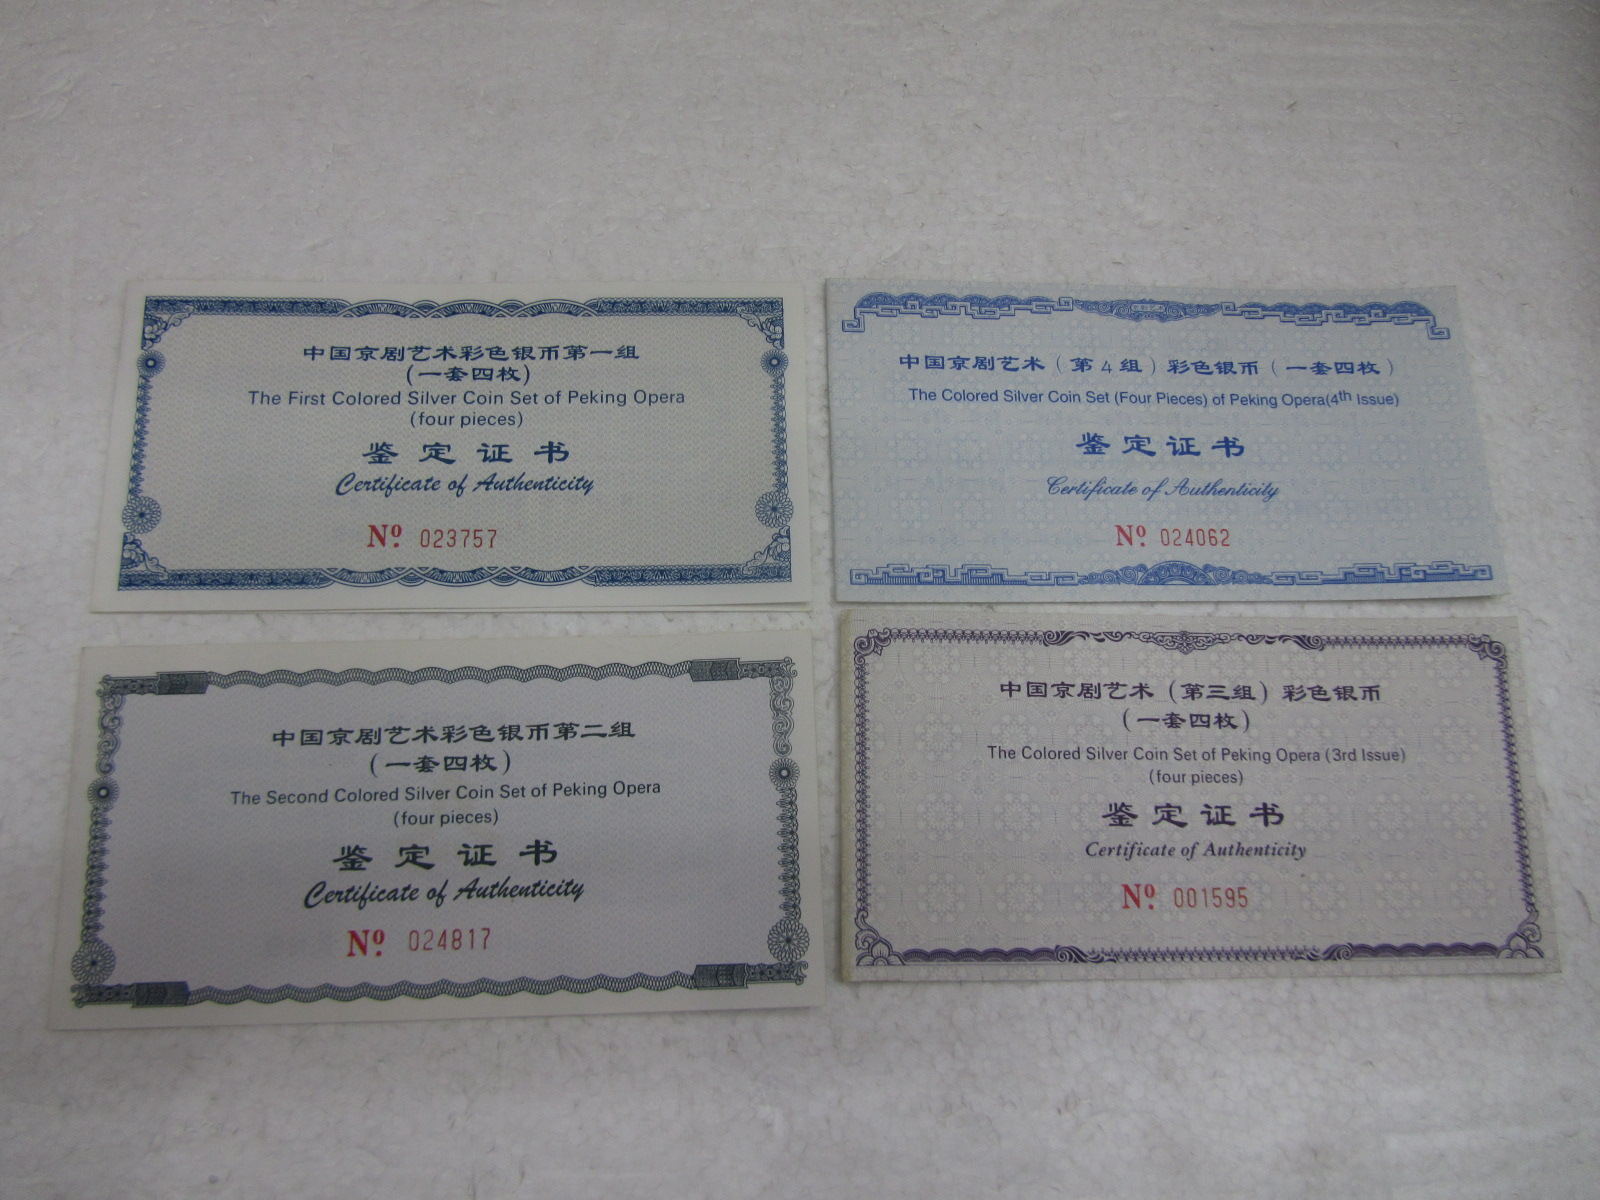 中国京剧艺术彩色银币第一组
(一套四枚)
The First Colored Silver Coin Set of Peking Opera
(four pieces)
鉴定证书
Certificate of Authenticity
Nº 023757
中国京剧艺术(第4组)彩色银币(一套四枚)
The Colored Silver Coin Set (Four Pieces) of Peking Opera(4th Issue)
鉴定证书
Certificate of Authenticity
Nº 024062
中国京剧艺术彩色银币第二组
(一套四枚)
The Second Colored Silver Coin Set of Peking Opera
(four pieces)
鉴定证书
Certificate of Authenticity
Nº 024817
中国京剧艺术(第三组)彩色银币
(一套四枚)
The Colored Silver Coin Set of Peking Opera (3rd Issue)
(four pieces)
鉴定证书
Certificate of Authenticity
Nº 001595